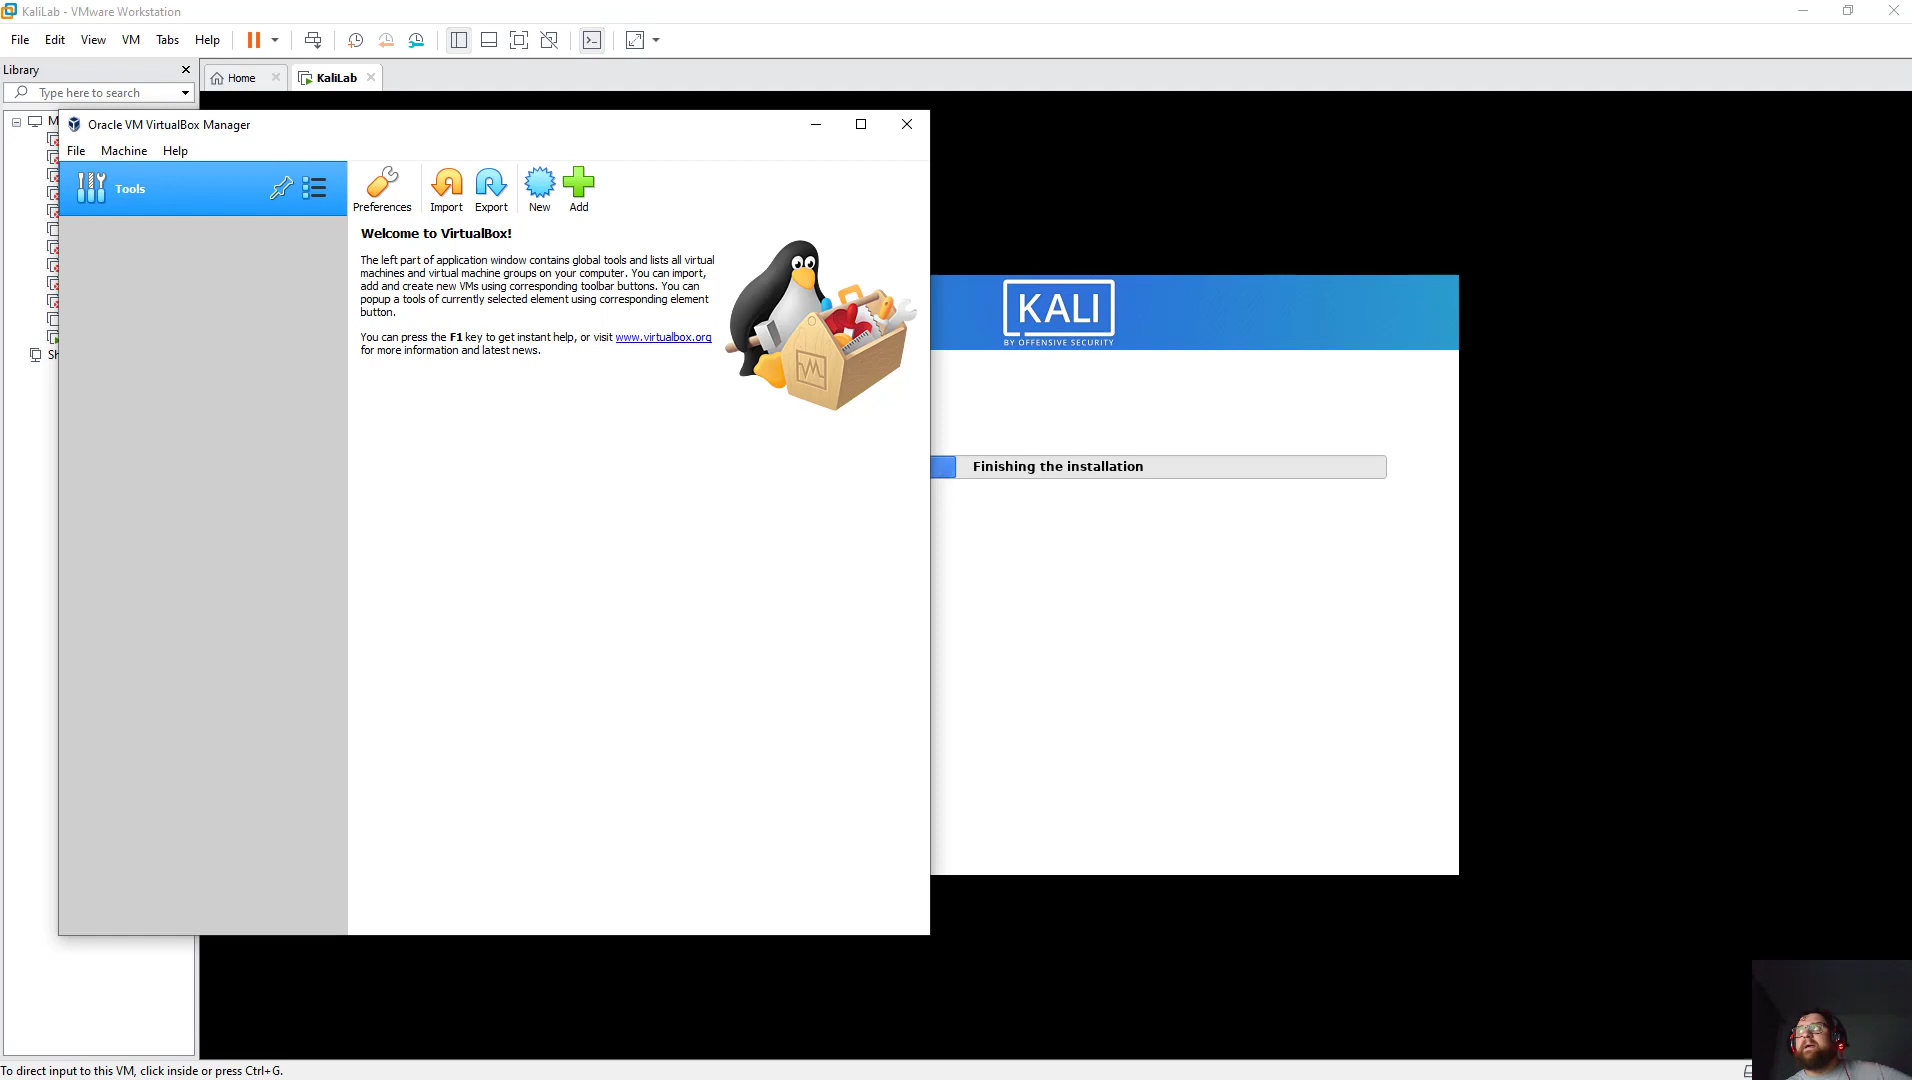 KaliLab - VMware Workstation
File Edit View VM Tabs Help
Library
Type here to search
Home
KaliLab
Oracle VM VirtualBox Manager
File Machine Help
Tools
Preferences Import Export New Add
Welcome to VirtualBox!
The left part of application window contains global tools and lists all virtual
machines and virtual machine groups on your computer. You can import,
add and create new VMs using corresponding toolbar buttons. You can
popup a tools of currently selected element using corresponding element
button.
You can press the F1 key to get instant help, or visit www.virtualbox.org
for more information and latest news.
KALI
BY OFFENSIVE SECURITY
Finishing the installation
To direct input to this VM, click inside or press Ctrl+G.